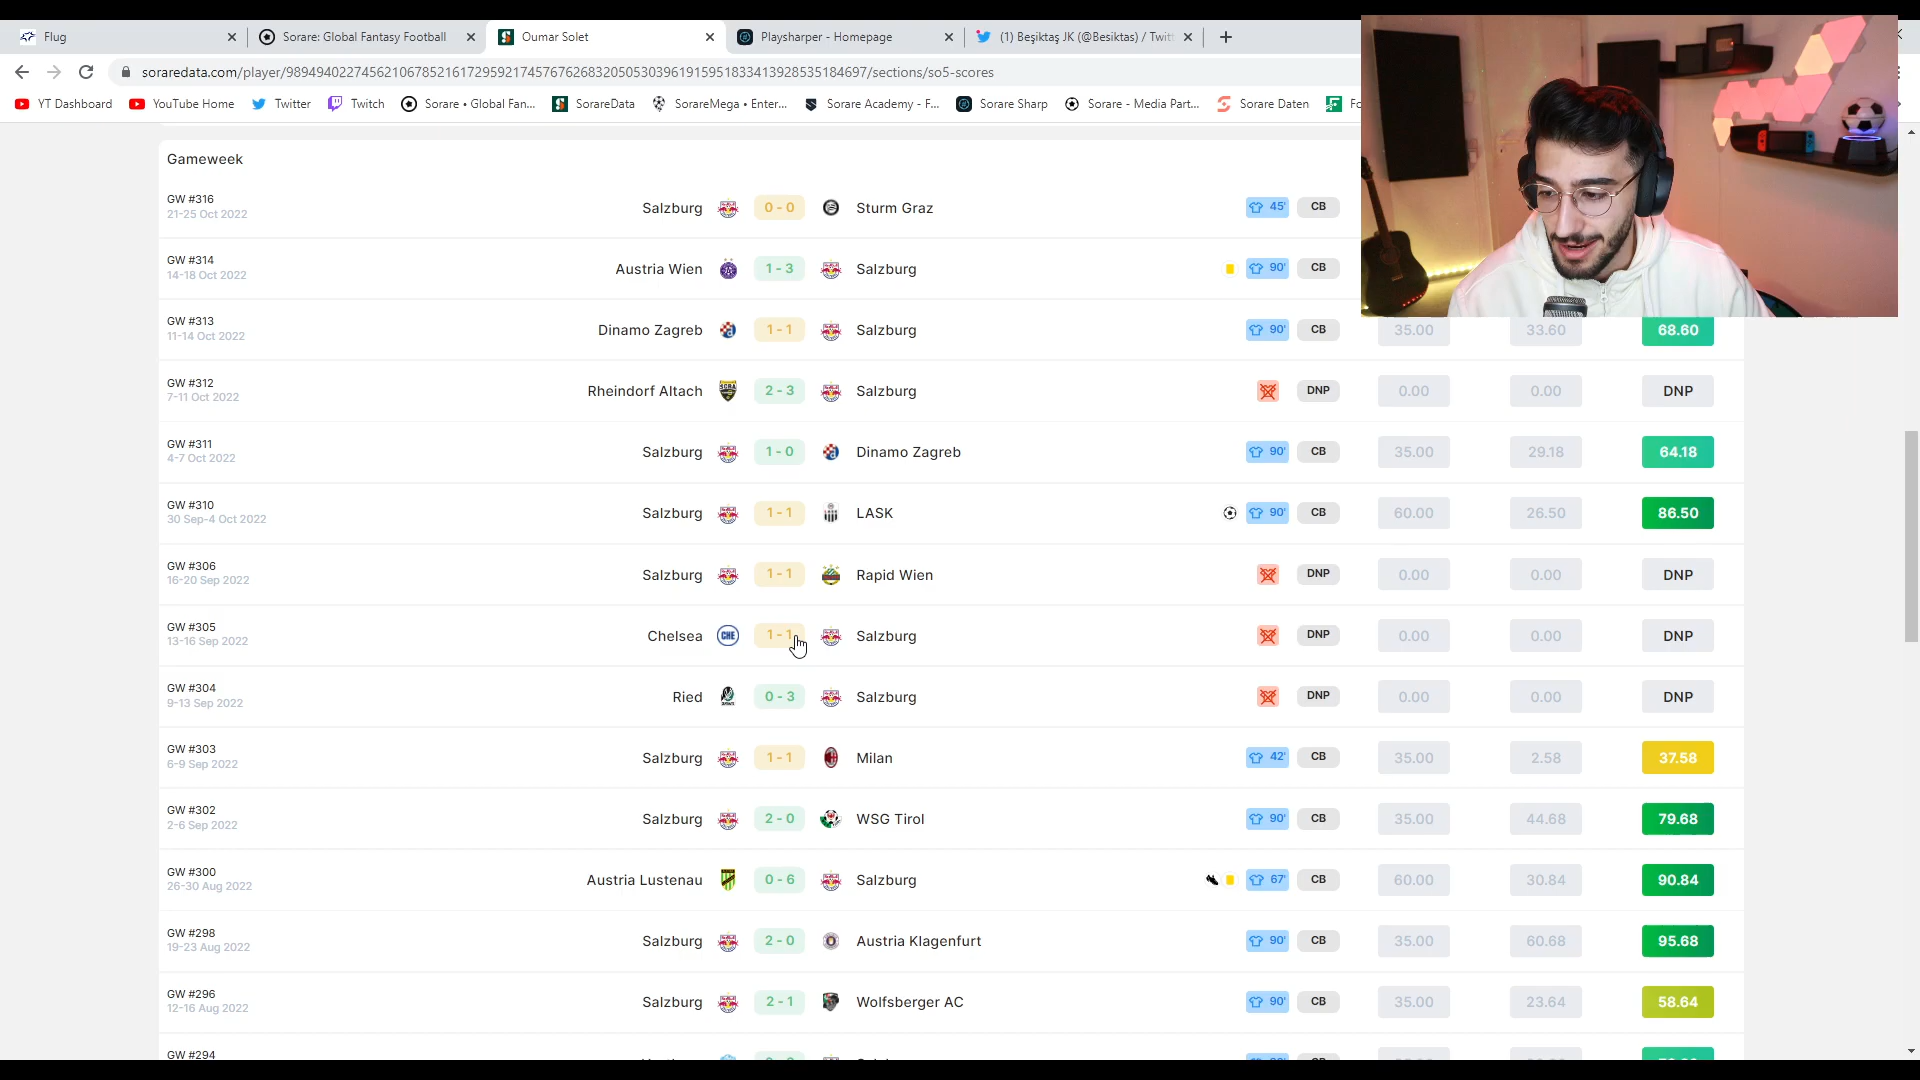 Flug
Sorare: Global Fantasy Football
Oumar Solet
Playsharper - Homepage
(1) Beşiktaş JK (@Besiktas) / Twitt
soraredata.com/player/98949402274562106785216172959217457676268320505303961915951833413928535184697/sections/so5-scores
YT Dashboard YouTube Home Twitter Twitch Sorare • Global Fan... SorareData SorareMega • Enter... Sorare Academy - F... Sorare Sharp Sorare - Media Part... Sorare Daten Fo
Gameweek
GW #316
21-25 Oct 2022
Salzburg 0 - 0 Sturm Graz 45' CB
GW #314
14-18 Oct 2022
Austria Wien 1 - 3 Salzburg 90' CB
GW #313
11-14 Oct 2022
Dinamo Zagreb 1 - 1 Salzburg 90' CB 35.00 33.60 68.60
GW #312
7-11 Oct 2022
Rheindorf Altach 2 - 3 Salzburg DNP 0.00 0.00 DNP
GW #311
4-7 Oct 2022
Salzburg 1 - 0 Dinamo Zagreb 90' CB 35.00 29.18 64.18
GW #310
30 Sep-4 Oct 2022
Salzburg 1 - 1 LASK 90' CB 60.00 26.50 86.50
GW #306
16-20 Sep 2022
Salzburg 1 - 1 Rapid Wien DNP 0.00 0.00 DNP
GW #305
13-16 Sep 2022
Chelsea CHE 1 - 1 Salzburg DNP 0.00 0.00 DNP
GW #304
9-13 Sep 2022
Ried 0 - 3 Salzburg DNP 0.00 0.00 DNP
GW #303
6-9 Sep 2022
Salzburg 1 - 1 Milan 42' CB 35.00 2.58 37.58
GW #302
2-6 Sep 2022
Salzburg 2 - 0 WSG Tirol 90' CB 35.00 44.68 79.68
GW #300
26-30 Aug 2022
Austria Lustenau 0 - 6 Salzburg 67' CB 60.00 30.84 90.84
GW #298
19-23 Aug 2022
Salzburg 2 - 0 Austria Klagenfurt 90' CB 35.00 60.68 95.68
GW #296
12-16 Aug 2022
Salzburg 2 - 1 Wolfsberger AC 90' CB 35.00 23.64 58.64
GW #294